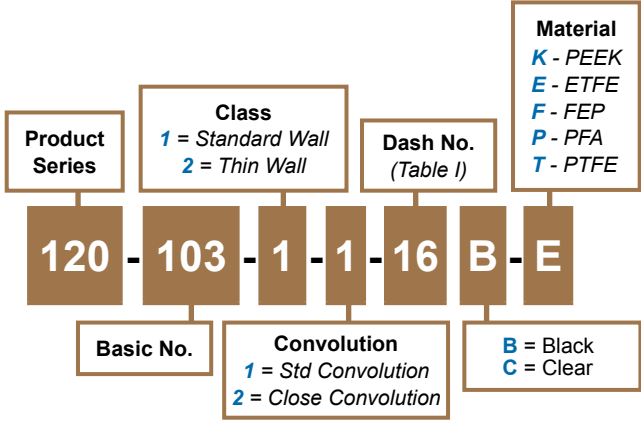 Product
Series
Class
1 = Standard Wall
2 = Thin Wall
Dash No.
(Table I)
Material
K - PEEK
E - ETFE
F - FEP
P - PFA
T - PTFE
120 - 103 - 1 - 1 - 16 B - E
Basic No.
Convolution
1 = Std Convolution
2 = Close Convolution
B = Black
C = Clear